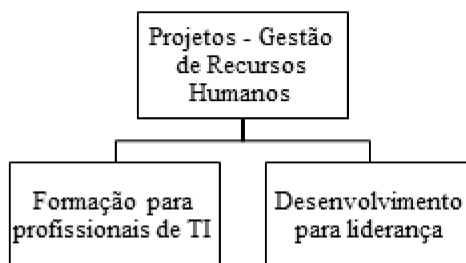 Projetos - Gestão
de Recursos
Humanos
Formação para
profissionais de TI
Desenvolvimento
para liderança